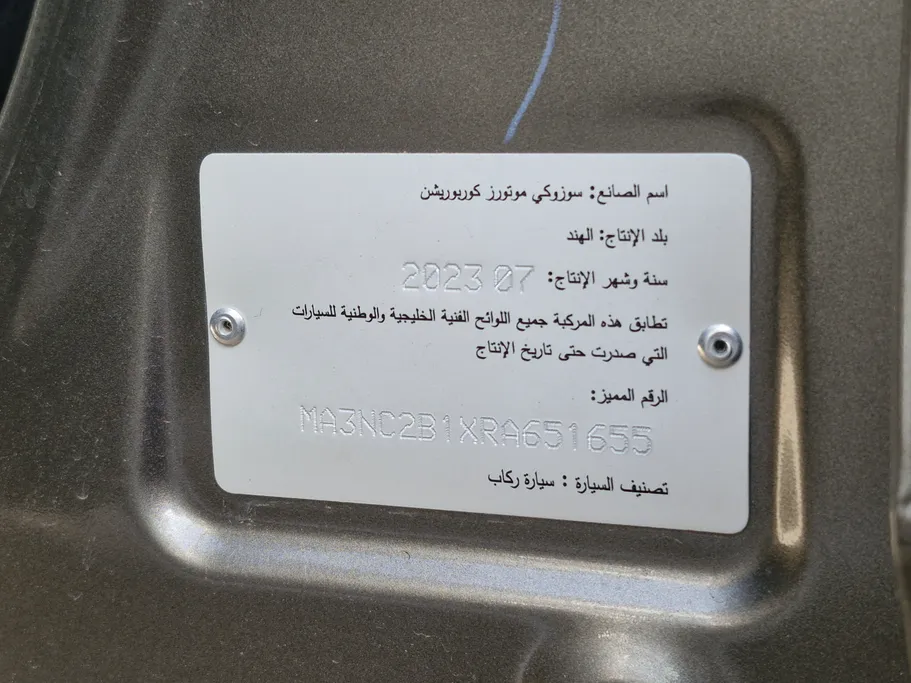 اسم الصانع: سوزوكي موتورز كوربوريشن
بلد الإنتاج: الهند
سنة وشهر الإنتاج: 2023 07
تطابق هذه المركبة جميع اللوائح الفنية الخليجية والوطنية للسيارات
التي صدرت حتى تاريخ الإنتاج
الرقم المميز:
MA3NC2B1XRA651655
تصنيف السيارة : سيارة ركاب